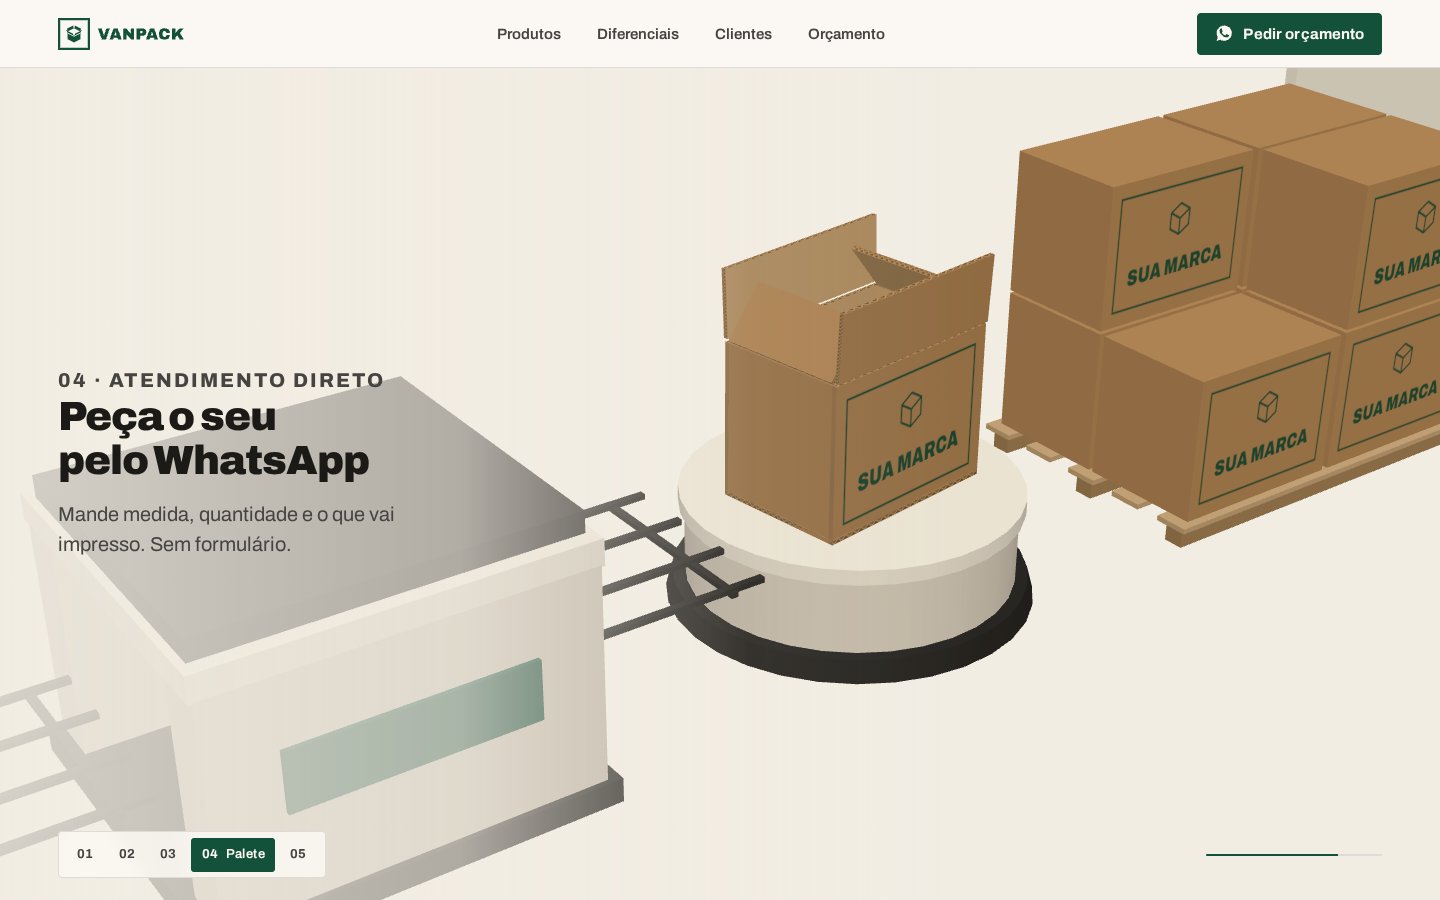 VANPACK
Produtos
Diferenciais
Clientes
Orçamento
Pedir orçamento
SUA MARCA
SUA MAR
SUA MARCA
SUA MARCA
SUA MARCA
04 · ATENDIMENTO DIRETO
Peça o seu
pelo WhatsApp
Mande medida, quantidade e o que vai
impresso. Sem formulário.
01
02
03
04 Palete
05